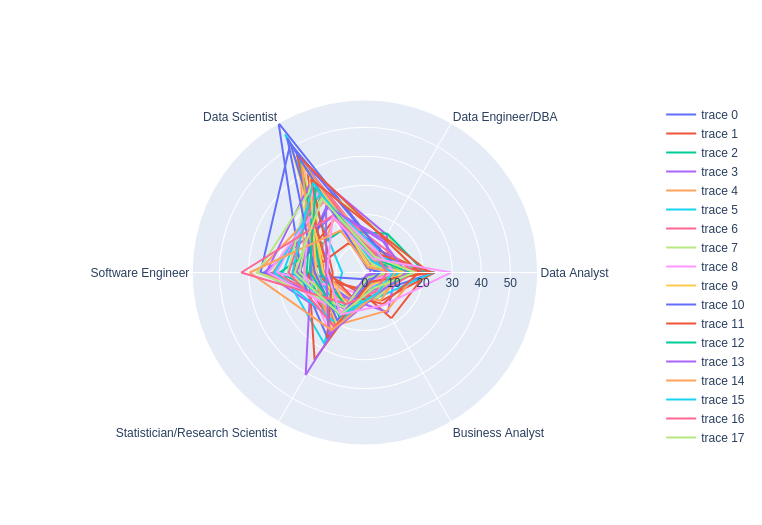 Data Scientist
Data Engineer/DBA
Software Engineer
0 10 20 30 40 50
Data Analyst
Statistician/Research Scientist
Business Analyst
trace 0
trace 1
trace 2
trace 3
trace 4
trace 5
trace 6
trace 7
trace 8
trace 9
trace 10
trace 11
trace 12
trace 13
trace 14
trace 15
trace 16
trace 17